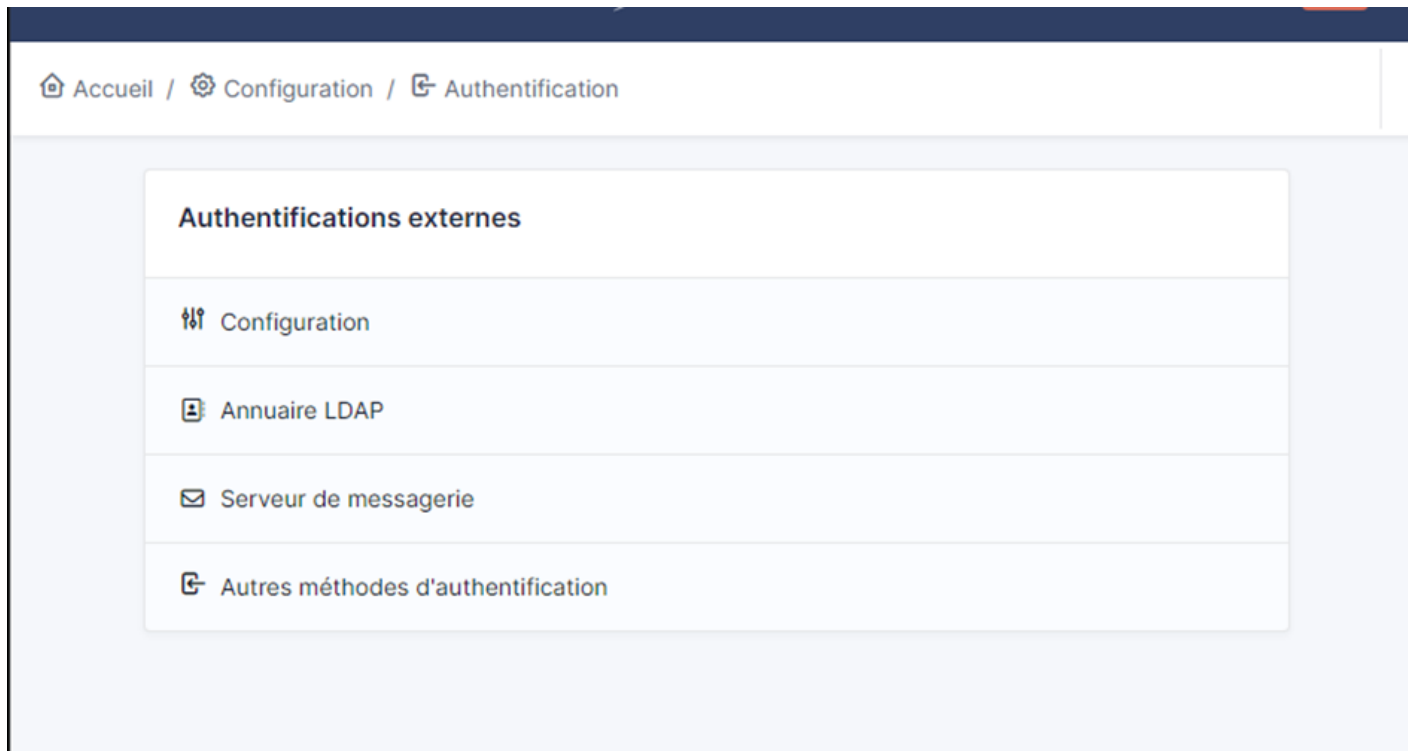 Accueil / Configuration / Authentification
Authentifications externes
Configuration
Annuaire LDAP
Serveur de messagerie
Autres méthodes d'authentification